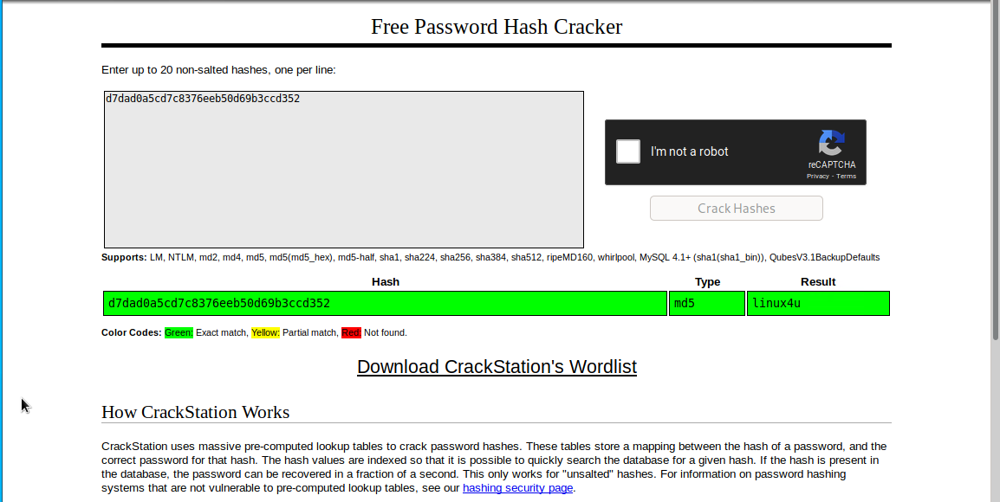 Free Password Hash Cracker
Enter up to 20 non-salted hashes, one per line:
d7dad0a5cd7c8376eeb50d69b3ccd352
I'm not a robot
reCAPTCHA
Privacy - Terms
Crack Hashes
Supports: LM, NTLM, md2, md4, md5, md5(md5_hex), md5-half, sha1, sha224, sha256, sha384, sha512, ripeMD160, whirlpool, MySQL 4.1+ (sha1(sha1_bin)), QubesV3.1BackupDefaults
Hash Type Result
d7dad0a5cd7c8376eeb50d69b3ccd352 md5 linux4u
Color Codes: Green: Exact match, Yellow: Partial match, Red: Not found.
Download CrackStation's Wordlist
How CrackStation Works
CrackStation uses massive pre-computed lookup tables to crack password hashes. These tables store a mapping between the hash of a password, and the
correct password for that hash. The hash values are indexed so that it is possible to quickly search the database for a given hash. If the hash is present in
the database, the password can be recovered in a fraction of a second. This only works for "unsalted" hashes. For information on password hashing
systems that are not vulnerable to pre-computed lookup tables, see our hashing security page.